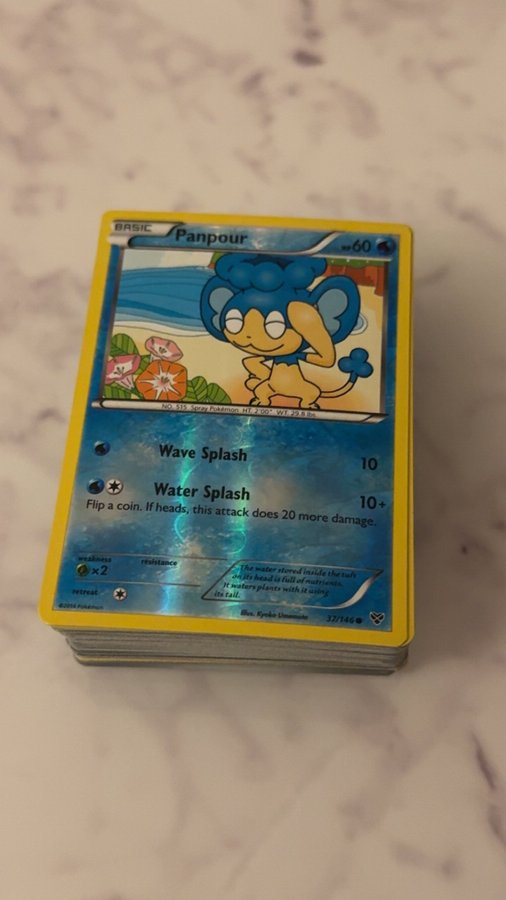 BASIC Panpour HP60
NO. 515 Spray Pokémon HT. 2'00" WT. 29.8 lbs.
Wave Splash 10
Water Splash 10+
Flip a coin. If heads, this attack does 20 more damage.
weakness resistance
×2
retreat
The water stored inside the tuft
on its head is full of nutrients.
It waters plants with it using
its tail.
©2014 Pokémon
Illus. Kyoko Umemoto
37/146
XY